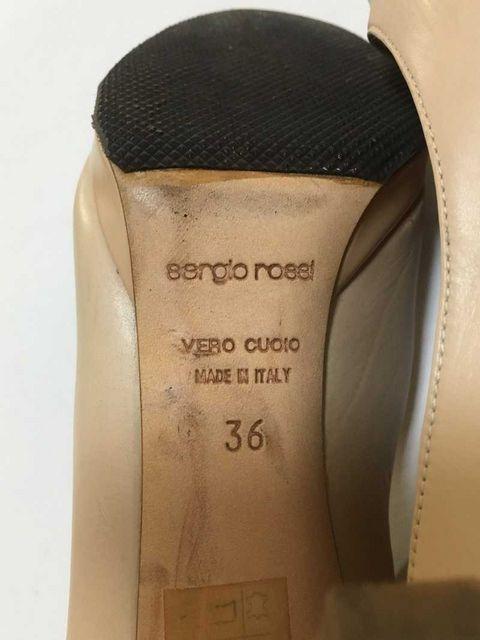 sergio rossi
VERO CUOIO
MADE IN ITALY
36